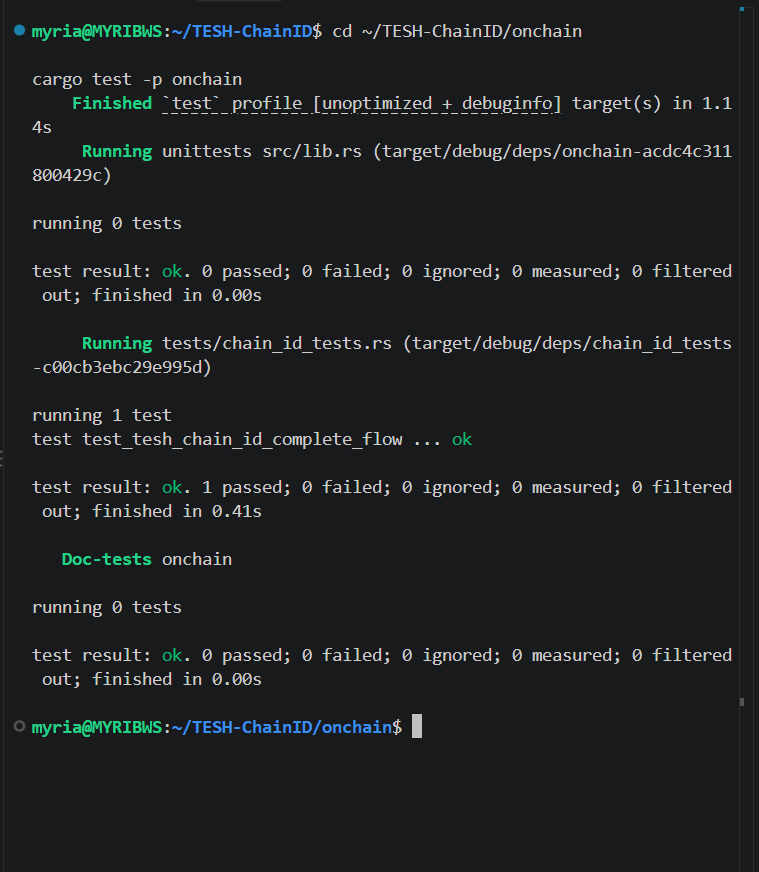 myria@MYRIBWS:~/TESH-ChainID$ cd ~/TESH-ChainID/onchain
cargo test -p onchain
    Finished `test` profile [unoptimized + debuginfo] target(s) in 1.1
4s
     Running unittests src/lib.rs (target/debug/deps/onchain-acdc4c311
800429c)
running 0 tests
test result: ok. 0 passed; 0 failed; 0 ignored; 0 measured; 0 filtered
 out; finished in 0.00s
     Running tests/chain_id_tests.rs (target/debug/deps/chain_id_tests
-c00cb3ebc29e995d)
running 1 test
test test_tesh_chain_id_complete_flow ... ok
test result: ok. 1 passed; 0 failed; 0 ignored; 0 measured; 0 filtered
 out; finished in 0.41s
   Doc-tests onchain
running 0 tests
test result: ok. 0 passed; 0 failed; 0 ignored; 0 measured; 0 filtered
 out; finished in 0.00s
myria@MYRIBWS:~/TESH-ChainID/onchain$